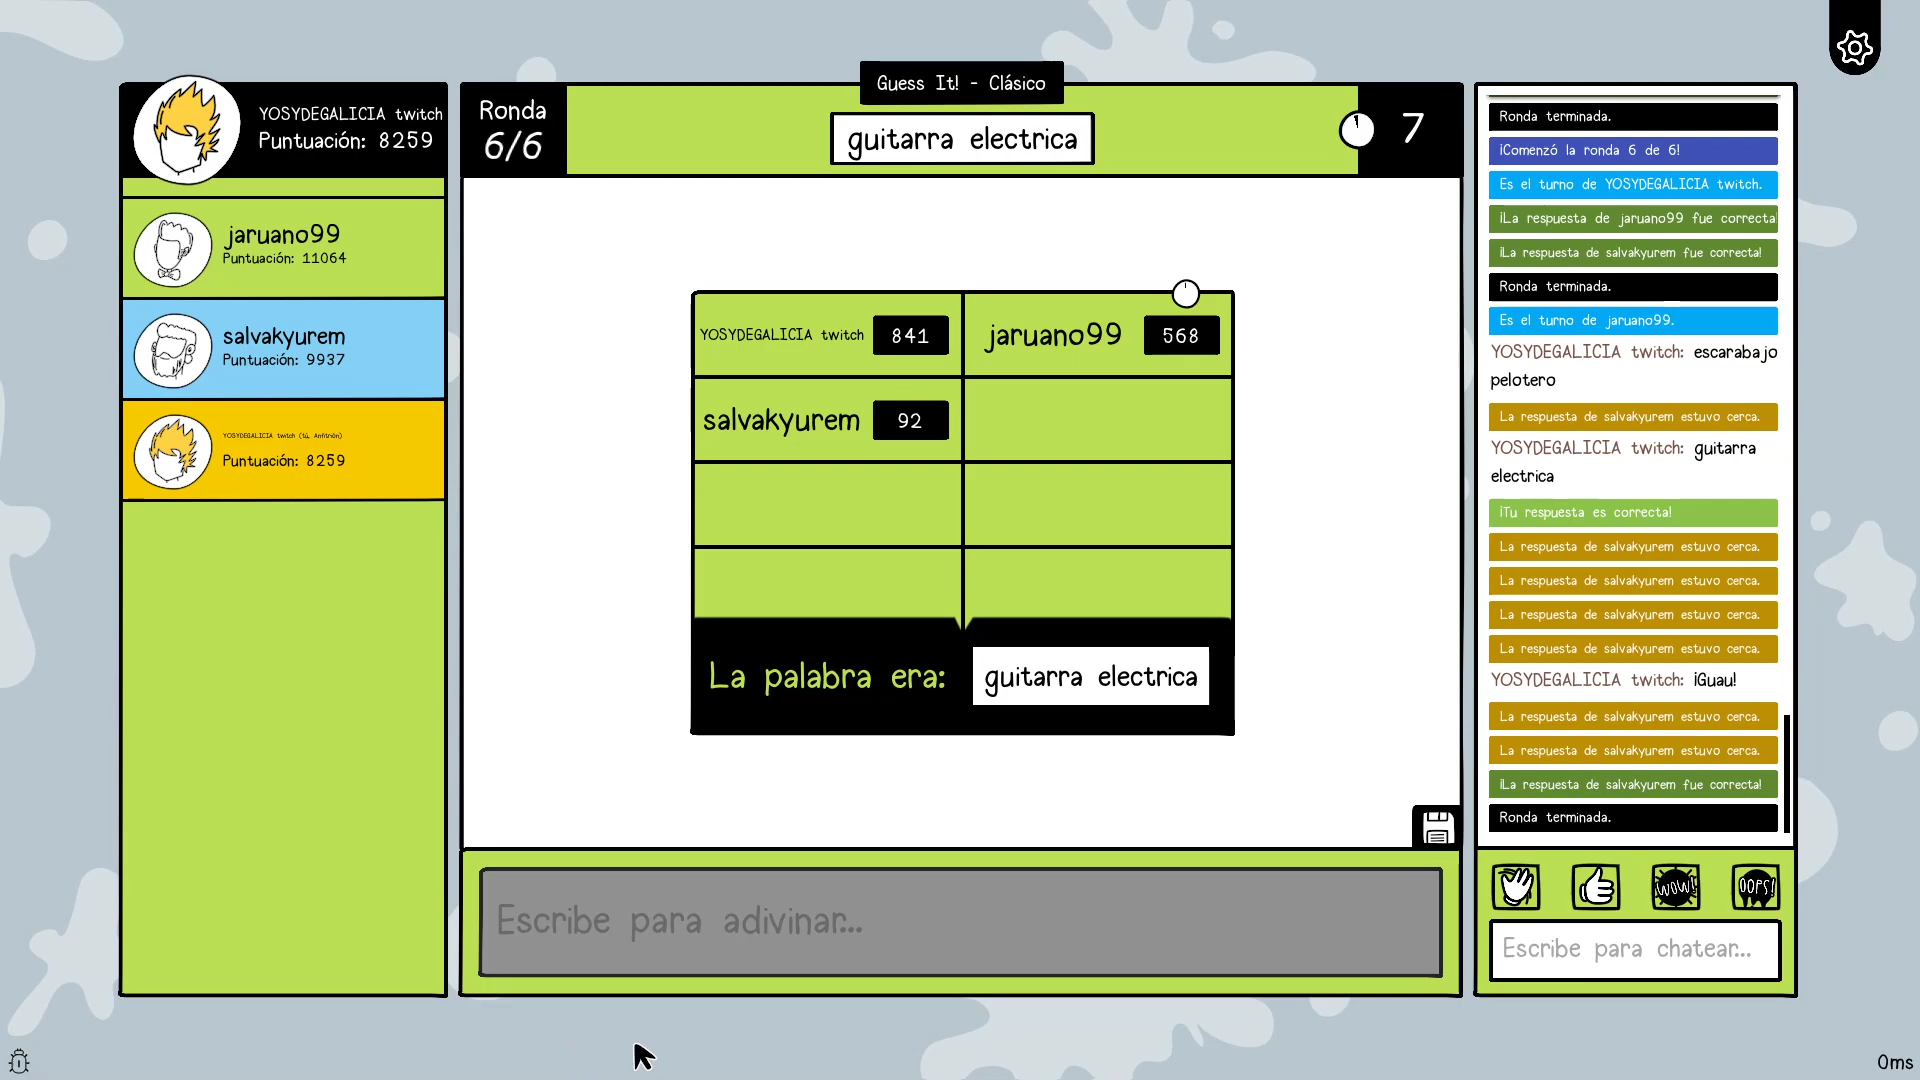 YOSYDEGALICIA twitch
Puntuación: 8259
jaruano99
Puntuación: 11064
salvakyurem
Puntuación: 9937
YOSYDEGALICIA twitch (tú, Anfitrión)
Puntuación: 8259
Ronda
6/6
Guess It! - Clásico
guitarra electrica
7
YOSYDEGALICIA twitch 841
jaruano99 568
salvakyurem 92
La palabra era: guitarra electrica
Escribe para adivinar...
Ronda terminada.
¡Comenzó la ronda 6 de 6!
Es el turno de YOSYDEGALICIA twitch.
¡La respuesta de jaruano99 fue correcta!
¡La respuesta de salvakyurem fue correcta!
Ronda terminada.
Es el turno de jaruano99.
YOSYDEGALICIA twitch: escarabajo
pelotero
La respuesta de salvakyurem estuvo cerca.
YOSYDEGALICIA twitch: guitarra
electrica
¡Tu respuesta es correcta!
La respuesta de salvakyurem estuvo cerca.
La respuesta de salvakyurem estuvo cerca.
La respuesta de salvakyurem estuvo cerca.
La respuesta de salvakyurem estuvo cerca.
YOSYDEGALICIA twitch: ¡Guau!
La respuesta de salvakyurem estuvo cerca.
La respuesta de salvakyurem estuvo cerca.
¡La respuesta de salvakyurem fue correcta!
Ronda terminada.
WOW!
OOPS!
Escribe para chatear...
0ms